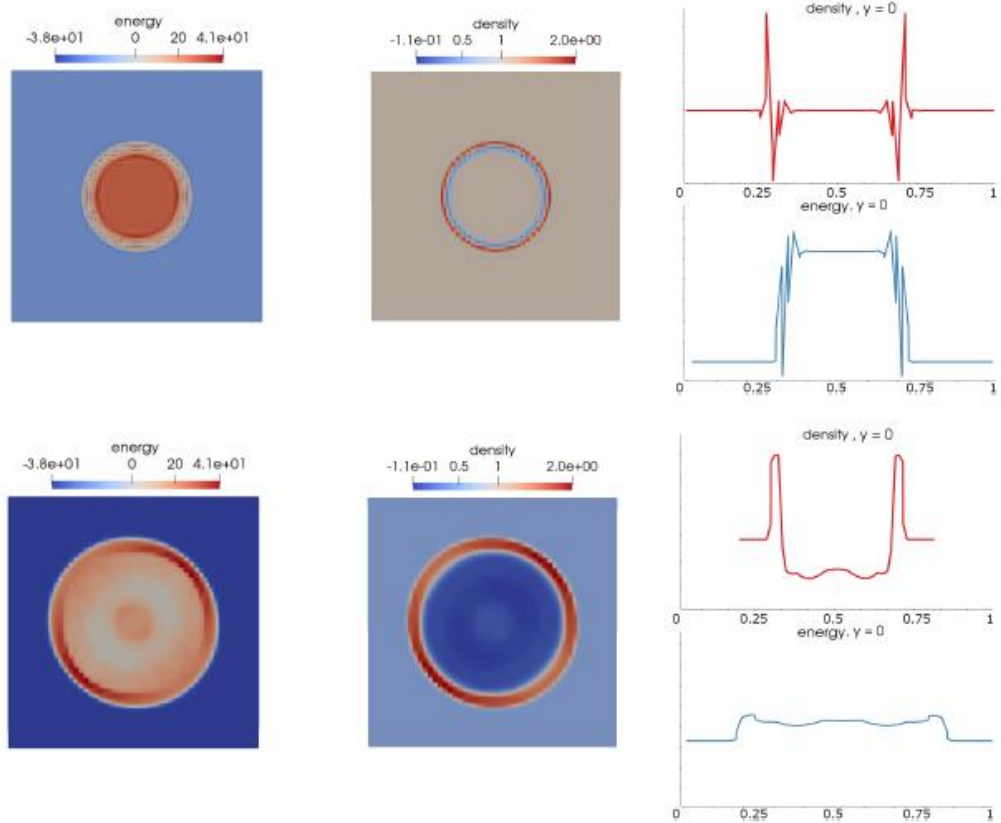 energy
-3.8e+01 0 20 4.1e+01
density
-1.1e-01 0.5 1 2.0e+00
density , y = 0
0 0.25 0.5 0.75 1
energy, y = 0
0 0.25 0.5 0.75 1
energy
-3.8e+01 0 20 4.1e+01
density
-1.1e-01 0.5 1 2.0e+00
density , y = 0
0 0.25 0.5 0.75 1
energy, y = 0
0 0.25 0.5 0.75 1